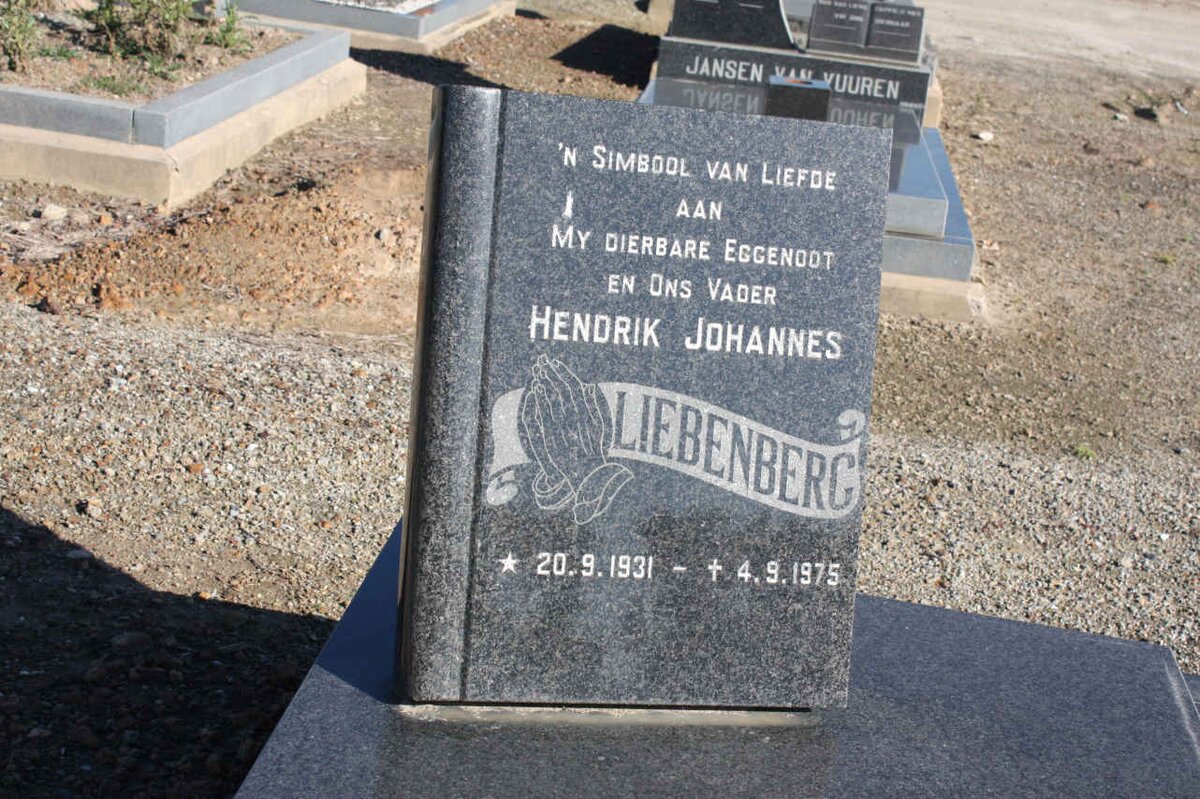 JANSEN VAN VUUREN
'N SIMBOOL VAN LIEFDE
AAN
MY DIERBARE EGGENOOT
EN ONS VADER
HENDRIK JOHANNES
LIEBENBERG
★ 20.9.1931 – ✝ 4.9.1975